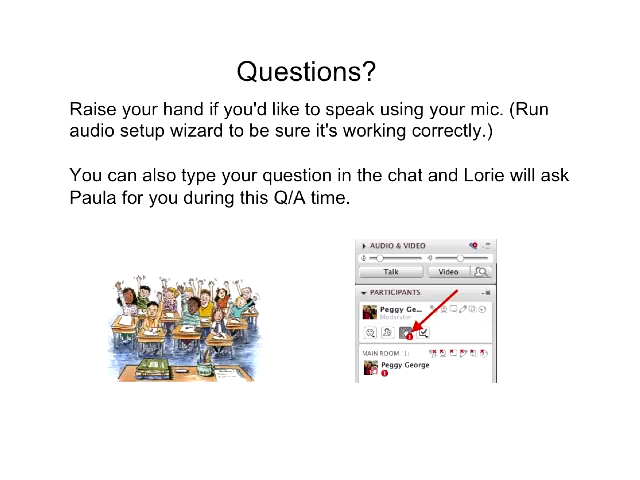 Questions?
Raise your hand if you'd like to speak using your mic. (Run
audio setup wizard to be sure it's working correctly.)
You can also type your question in the chat and Lorie will ask
Paula for you during this Q/A time.
AUDIO & VIDEO
Talk
Video
PARTICIPANTS
Peggy Ge...
Moderator
1
MAIN ROOM (1)
Peggy George
1